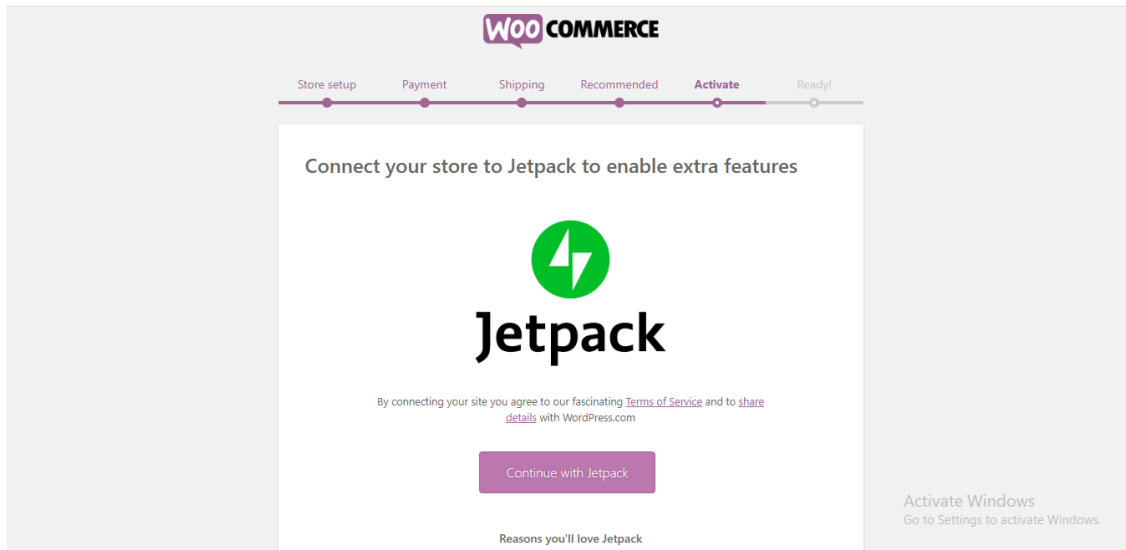 WOO COMMERCE
Store setup Payment Shipping Recommended Activate Ready!
Connect your store to Jetpack to enable extra features
Jetpack
By connecting your site you agree to our fascinating Terms of Service and to share
details with WordPress.com
Continue with Jetpack
Activate Windows
Go to Settings to activate Windows.
Reasons you'll love Jetpack